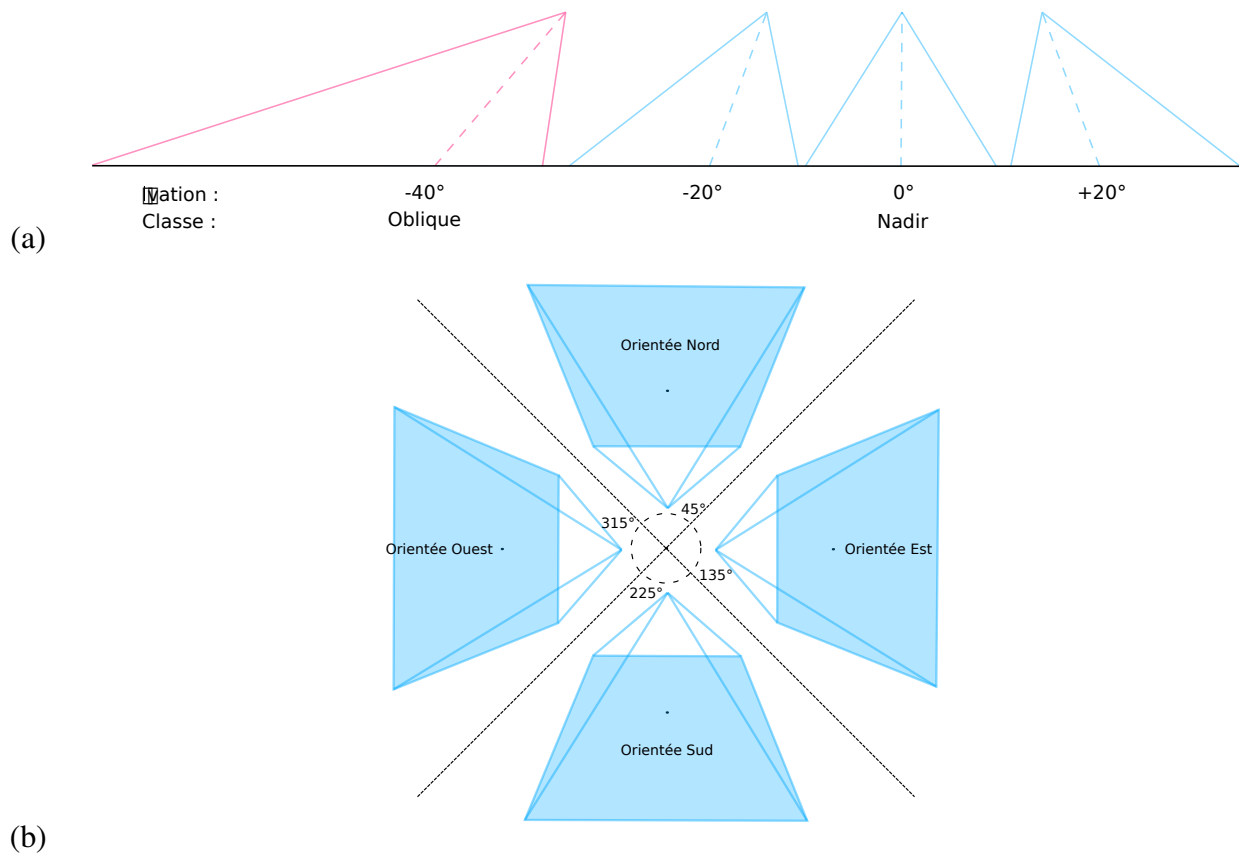 -40° -20° 0° +20°
Classe : Oblique Nadir
(a)
Orientée Nord
315° 45°
Orientée Ouest Orientée Est
135°
225°
Orientée Sud
(b)